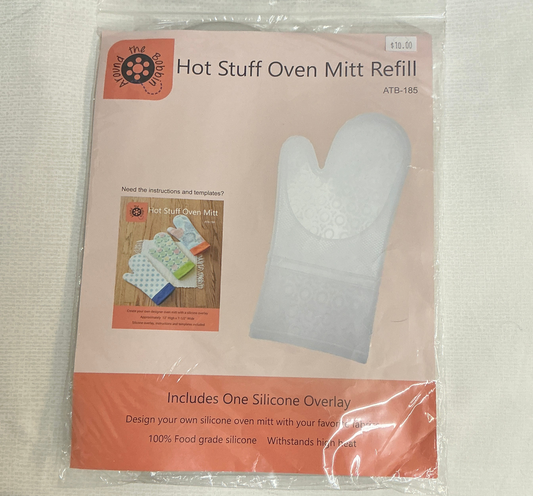 Around the Bobbin
$10.00
Hot Stuff Oven Mitt Refill
ATB-185
Need the instructions and templates?
Hot Stuff Oven Mitt
Includes One Silicone Overlay
Design your own silicone oven mitt with your favorite fabric
100% Food grade silicone Withstands high heat